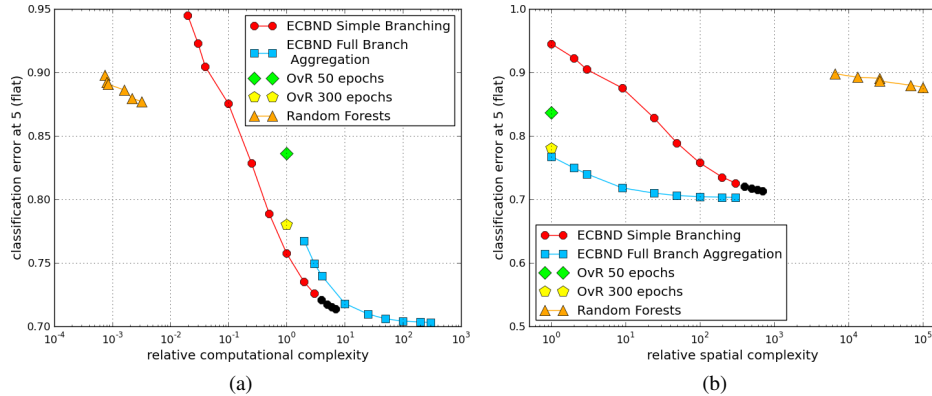 0.95
0.90
0.85
0.80
0.75
0.70
classification error at 5 (flat)
10^-4
10^-3
10^-2
10^-1
10^0
10^1
10^2
10^3
relative computational complexity
ECBND Simple Branching
ECBND Full Branch
Aggregation
OvR 50 epochs
OvR 300 epochs
Random Forests
(a)
1.0
0.9
0.8
0.7
0.6
0.5
classification error at 5 (flat)
10^0
10^1
10^2
10^3
10^4
10^5
relative spatial complexity
ECBND Simple Branching
ECBND Full Branch Aggregation
OvR 50 epochs
OvR 300 epochs
Random Forests
(b)